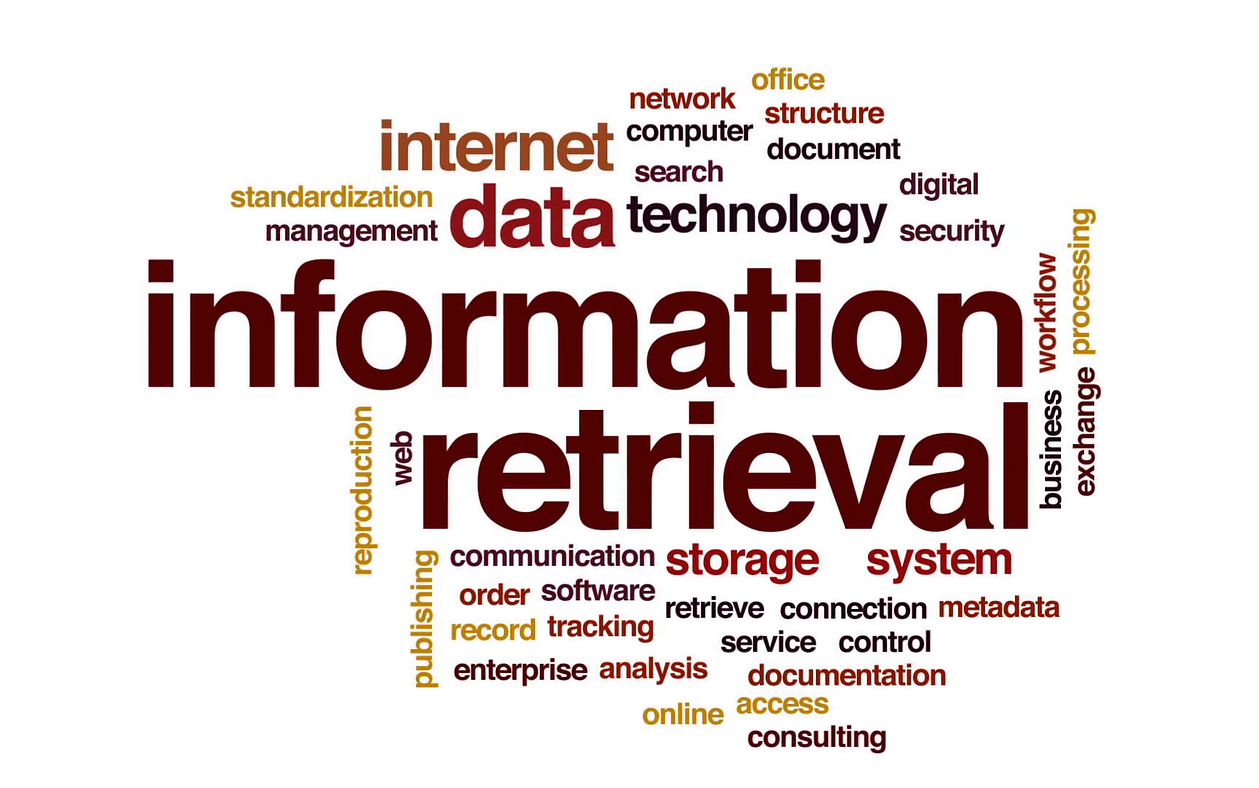 office
network
structure
computer
internet
document
search
digital
standardization
data
technology
management
security
information
processing
workflow
retrieval
exchange
business
reproduction
web
communication
storage
system
publishing
order
software
retrieve
connection
metadata
record
tracking
service
control
enterprise
analysis
documentation
online
access
consulting